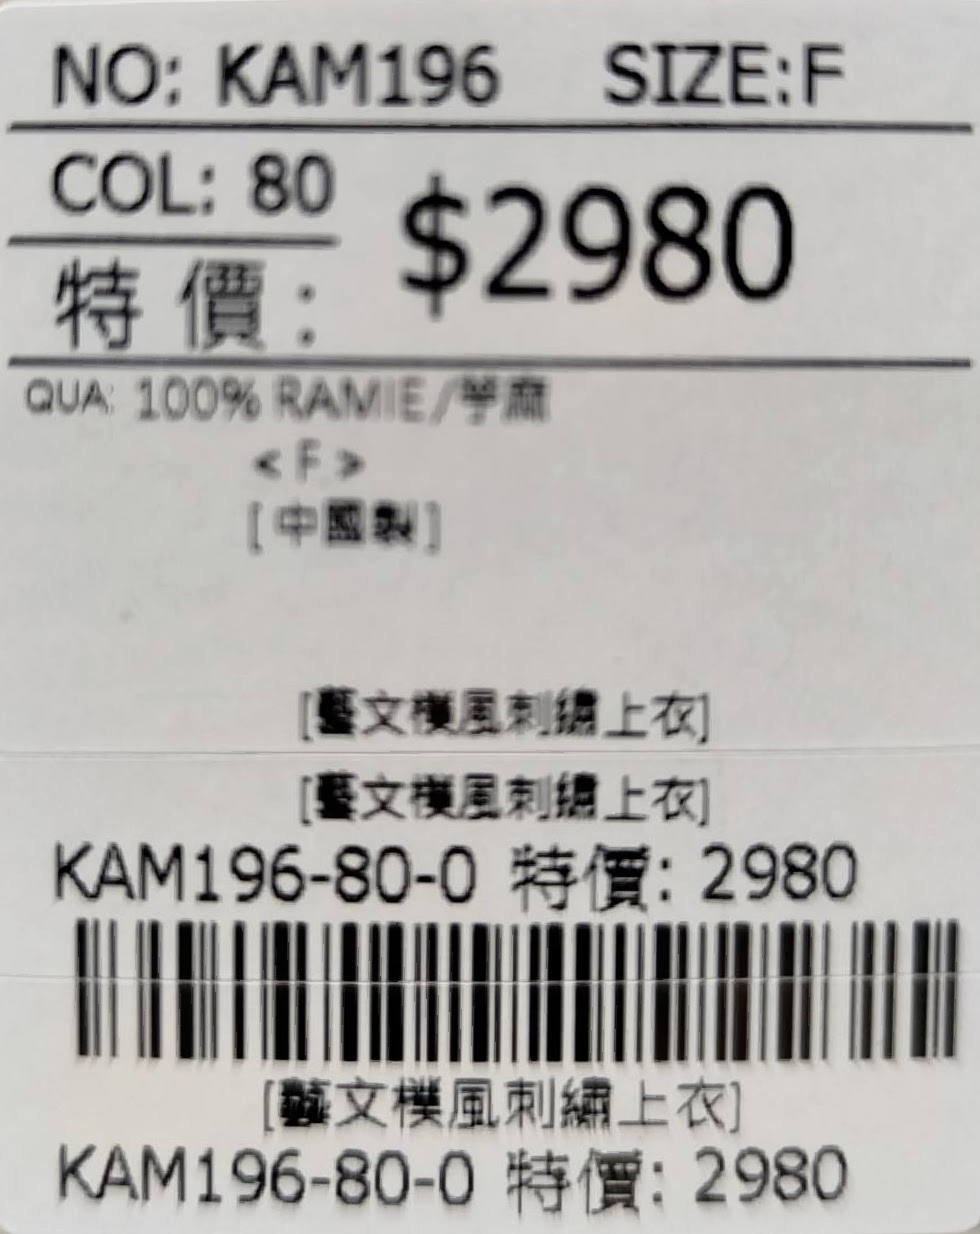 NO: KAM196 SIZE:F
COL: 80
$2980
特價:
QUA: 100% RAMIE/苧麻
<F>
[中國製]
[藝文樸風刺繡上衣]
[藝文樸風刺繡上衣]
KAM196-80-0 特價: 2980
[藝文樸風刺繡上衣]
KAM196-80-0 特價: 2980